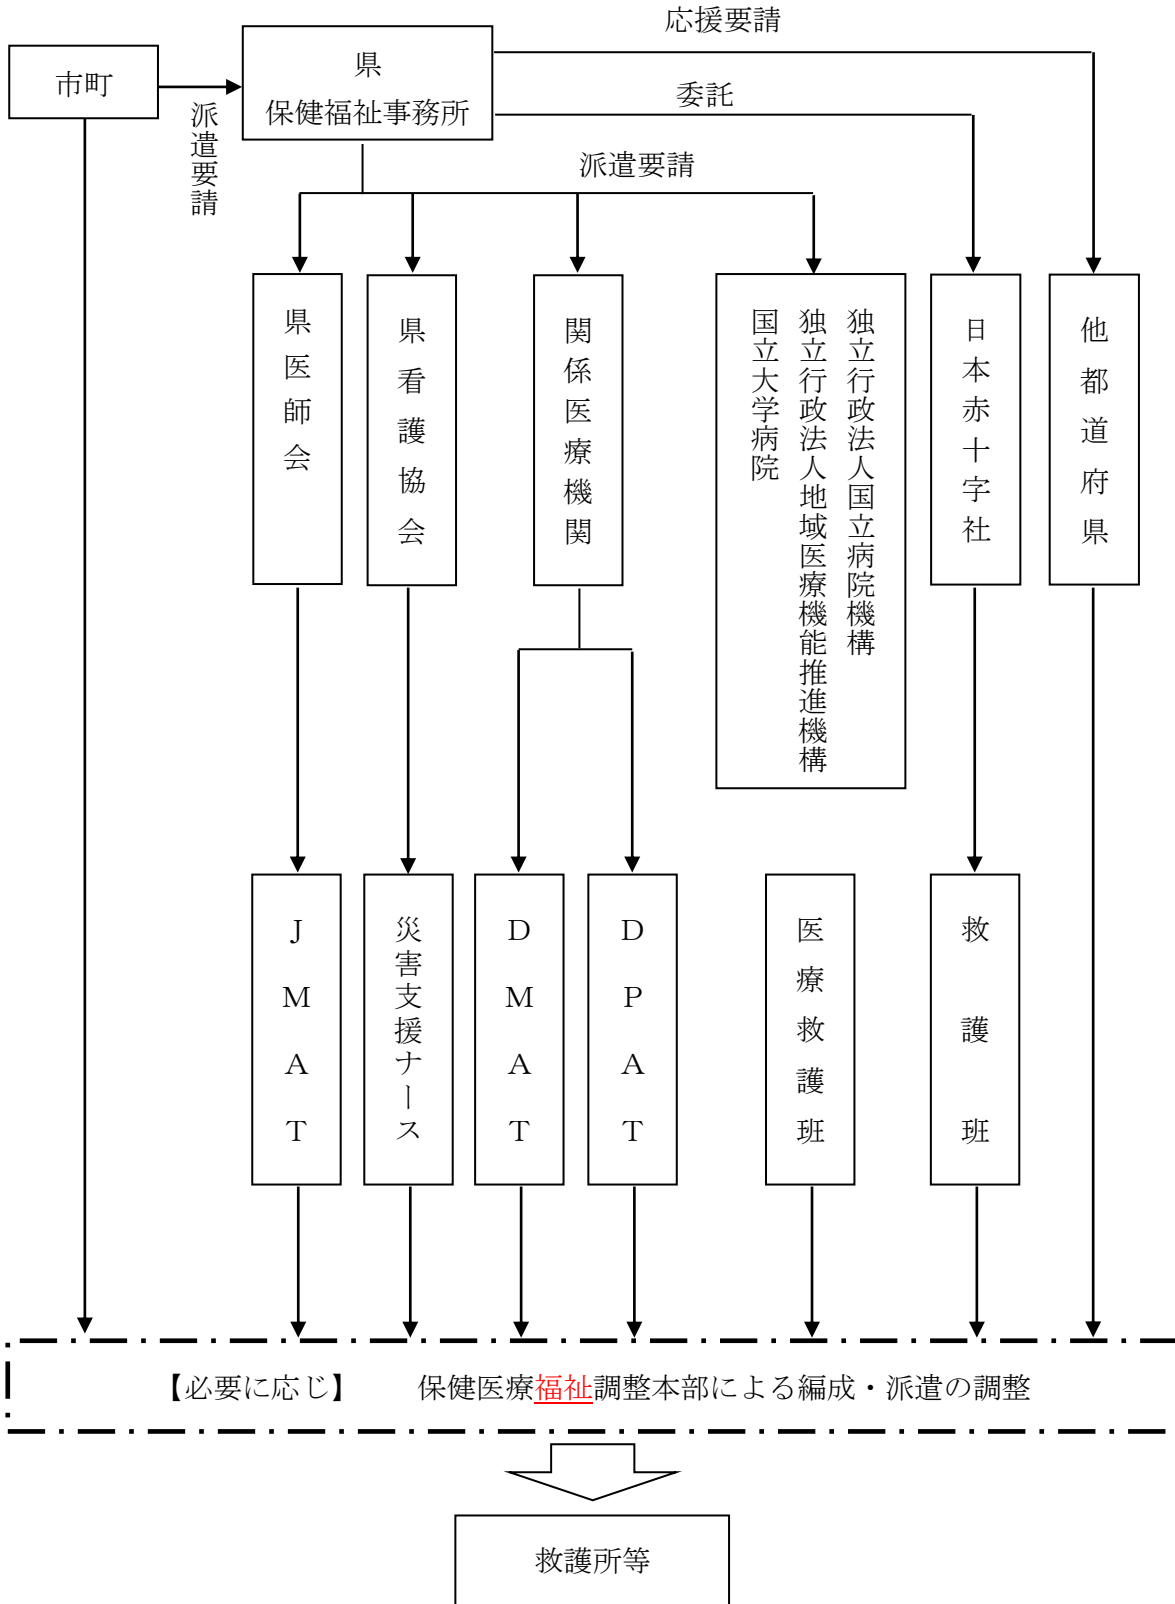 応援要請
市町
県
保健福祉事務所
委託
派遣要請
派遣要請
県医師会
県看護協会
関係医療機関
独立行政法人国立病院機構
独立行政法人地域医療機能推進機構
国立大学病院
日本赤十字社
他都道府県
JMAT
災害支援ナース
DMAT
DPAT
医療救護班
救護班
【必要に応じ】 保健医療福祉調整本部による編成・派遣の調整
救護所等